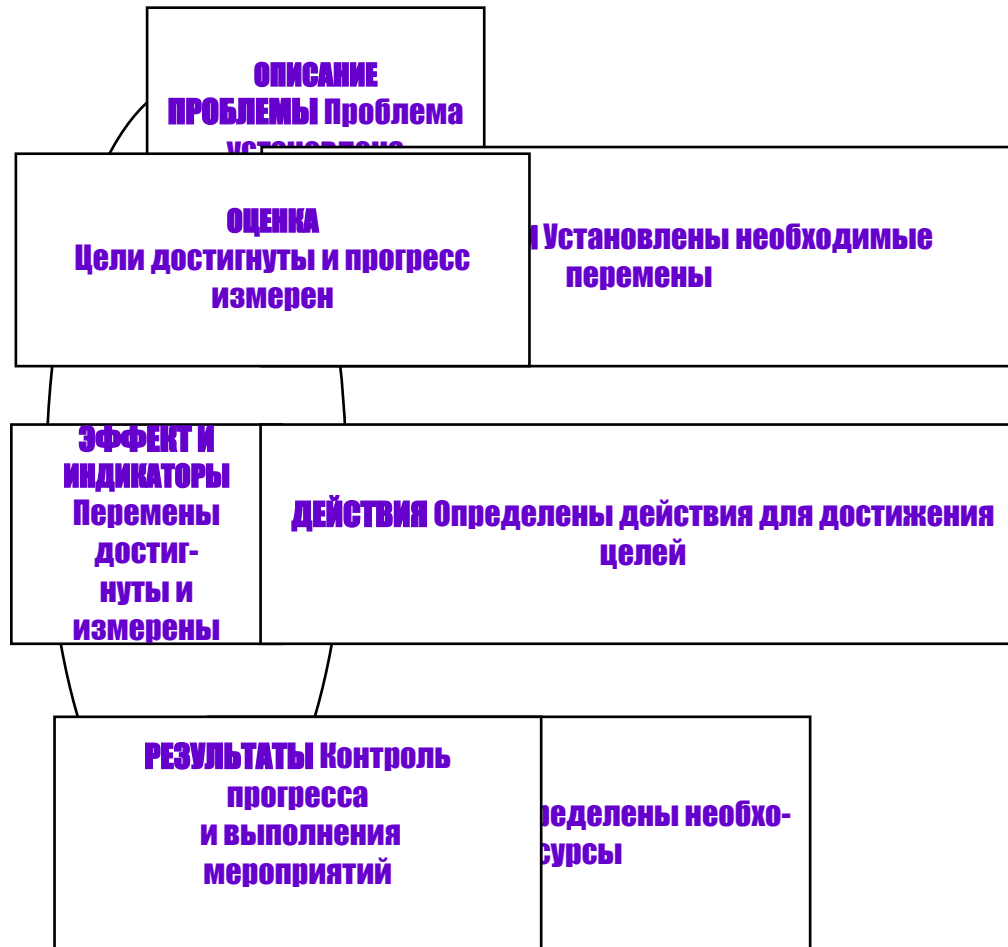 ОПИСАНИЕ
ПРОБЛЕМЫ Проблема
ОЦЕНКА
Цели достигнуты и прогресс
измерен
Установлены необходимые
перемены
ЭФФЕКТ И
ИНДИКАТОРЫ
Перемены
достиг-
нуты и
измерены
ДЕЙСТВИЯ Определены действия для достижения
целей
РЕЗУЛЬТАТЫ Контроль
прогресса
и выполнения
мероприятий
необхо-